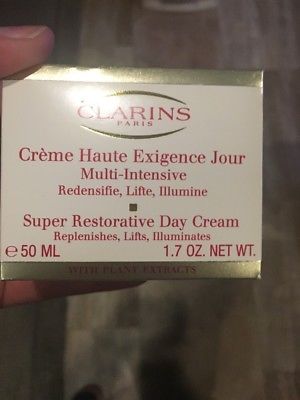 CLARINS
PARIS
Crème Haute Exigence Jour
Multi-Intensive
Redensifie, Lifte, Illumine
Super Restorative Day Cream
Replenishes, Lifts, Illuminates
℮ 50 ML 1.7 OZ. NET WT.
WITH PLANT EXTRACTS